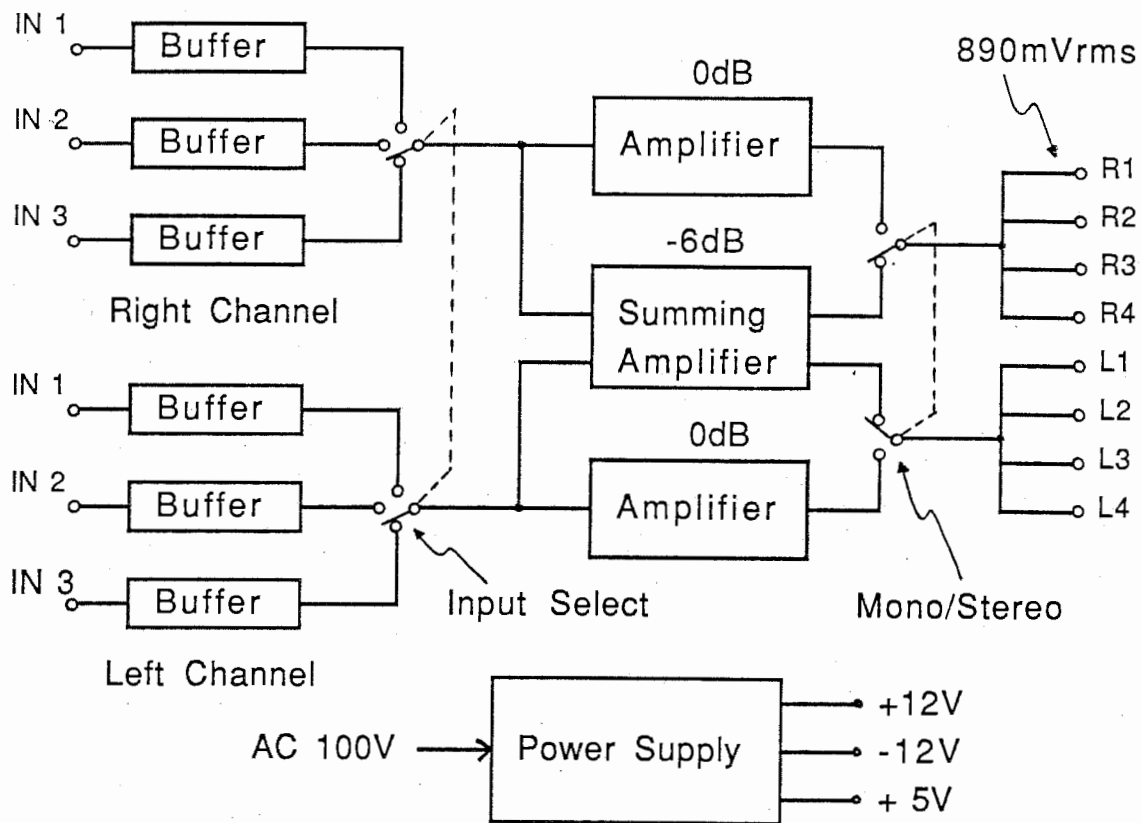 IN 1
Buffer
890mVrms
0dB
IN 2
Buffer
Amplifier
R1
R2
IN 3
Buffer
-6dB
R3
Right Channel
Summing
Amplifier
R4
L1
IN 1
Buffer
L2
0dB
L3
IN 2
Buffer
Amplifier
L4
IN 3
Buffer
Input Select
Mono/Stereo
Left Channel
AC 100V
Power Supply
+12V
-12V
+ 5V